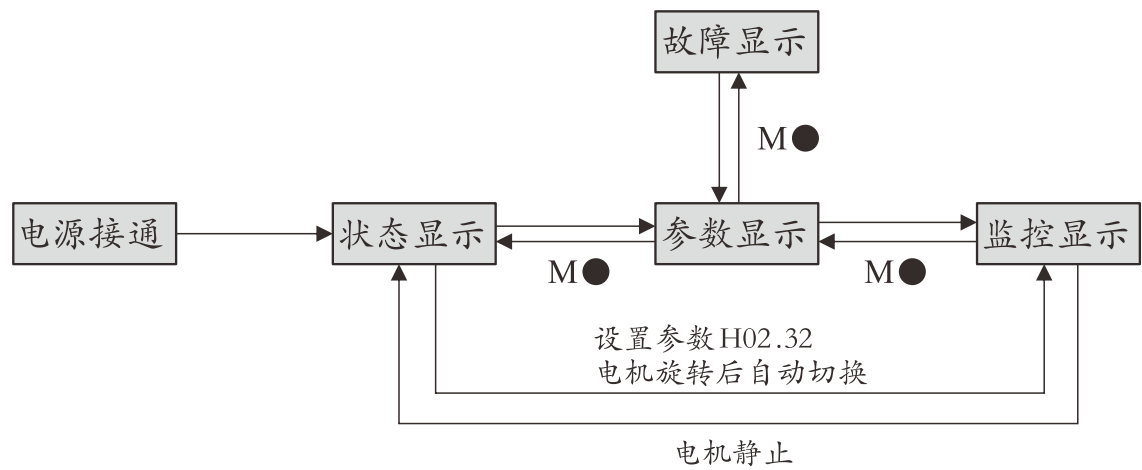 故障显示
M●
电源接通
状态显示
参数显示
监控显示
M●
M●
设置参数H02.32
电机旋转后自动切换
电机静止